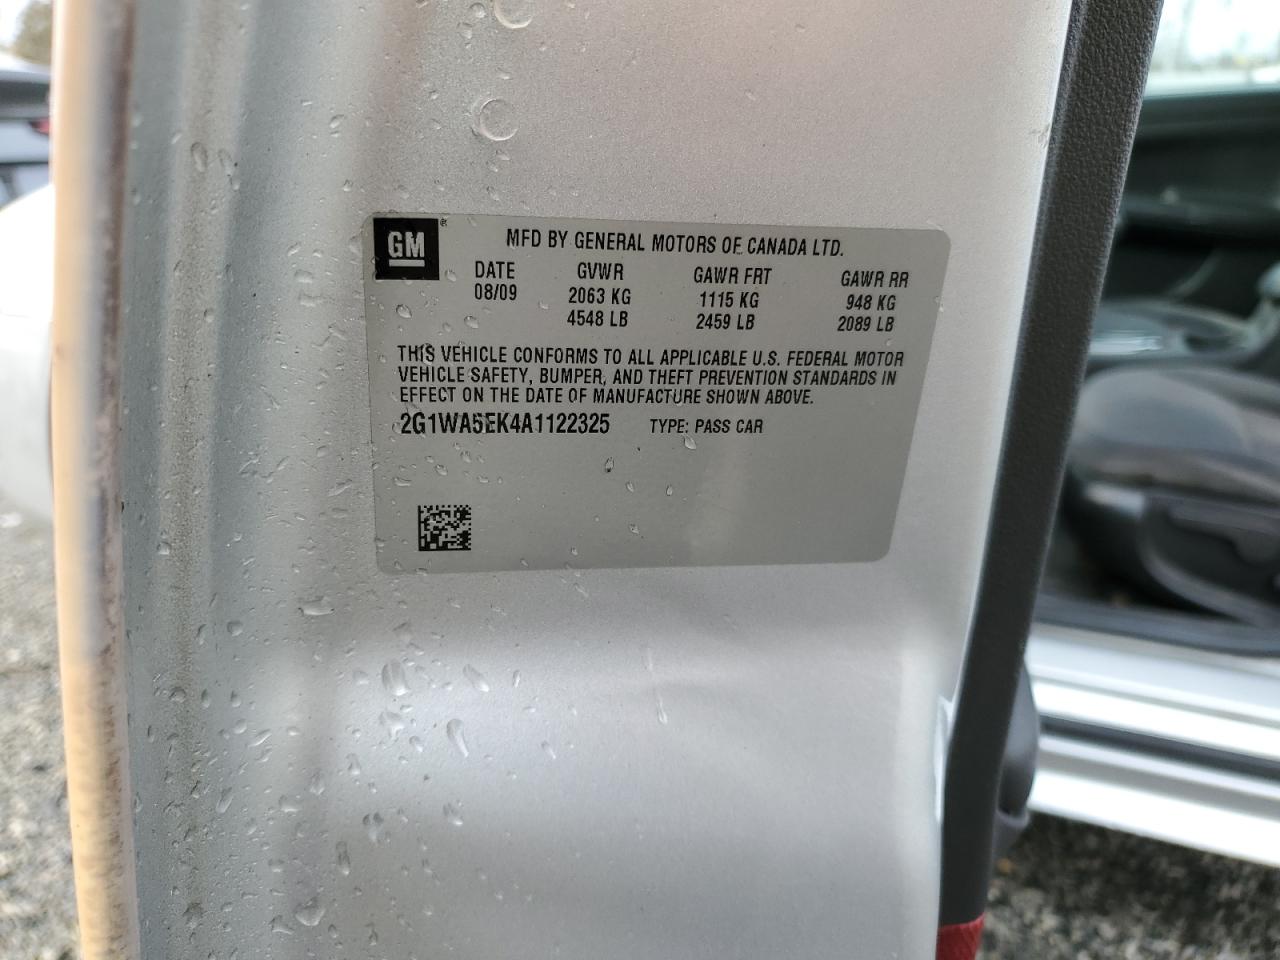 GM ®
MFD BY GENERAL MOTORS OF CANADA LTD.
DATE GVWR GAWR FRT GAWR RR
08/09 2063 KG 1115 KG 948 KG
4548 LB 2459 LB 2089 LB
THIS VEHICLE CONFORMS TO ALL APPLICABLE U.S. FEDERAL MOTOR
VEHICLE SAFETY, BUMPER, AND THEFT PREVENTION STANDARDS IN
EFFECT ON THE DATE OF MANUFACTURE SHOWN ABOVE.
2G1WA5EK4A1122325 TYPE: PASS CAR